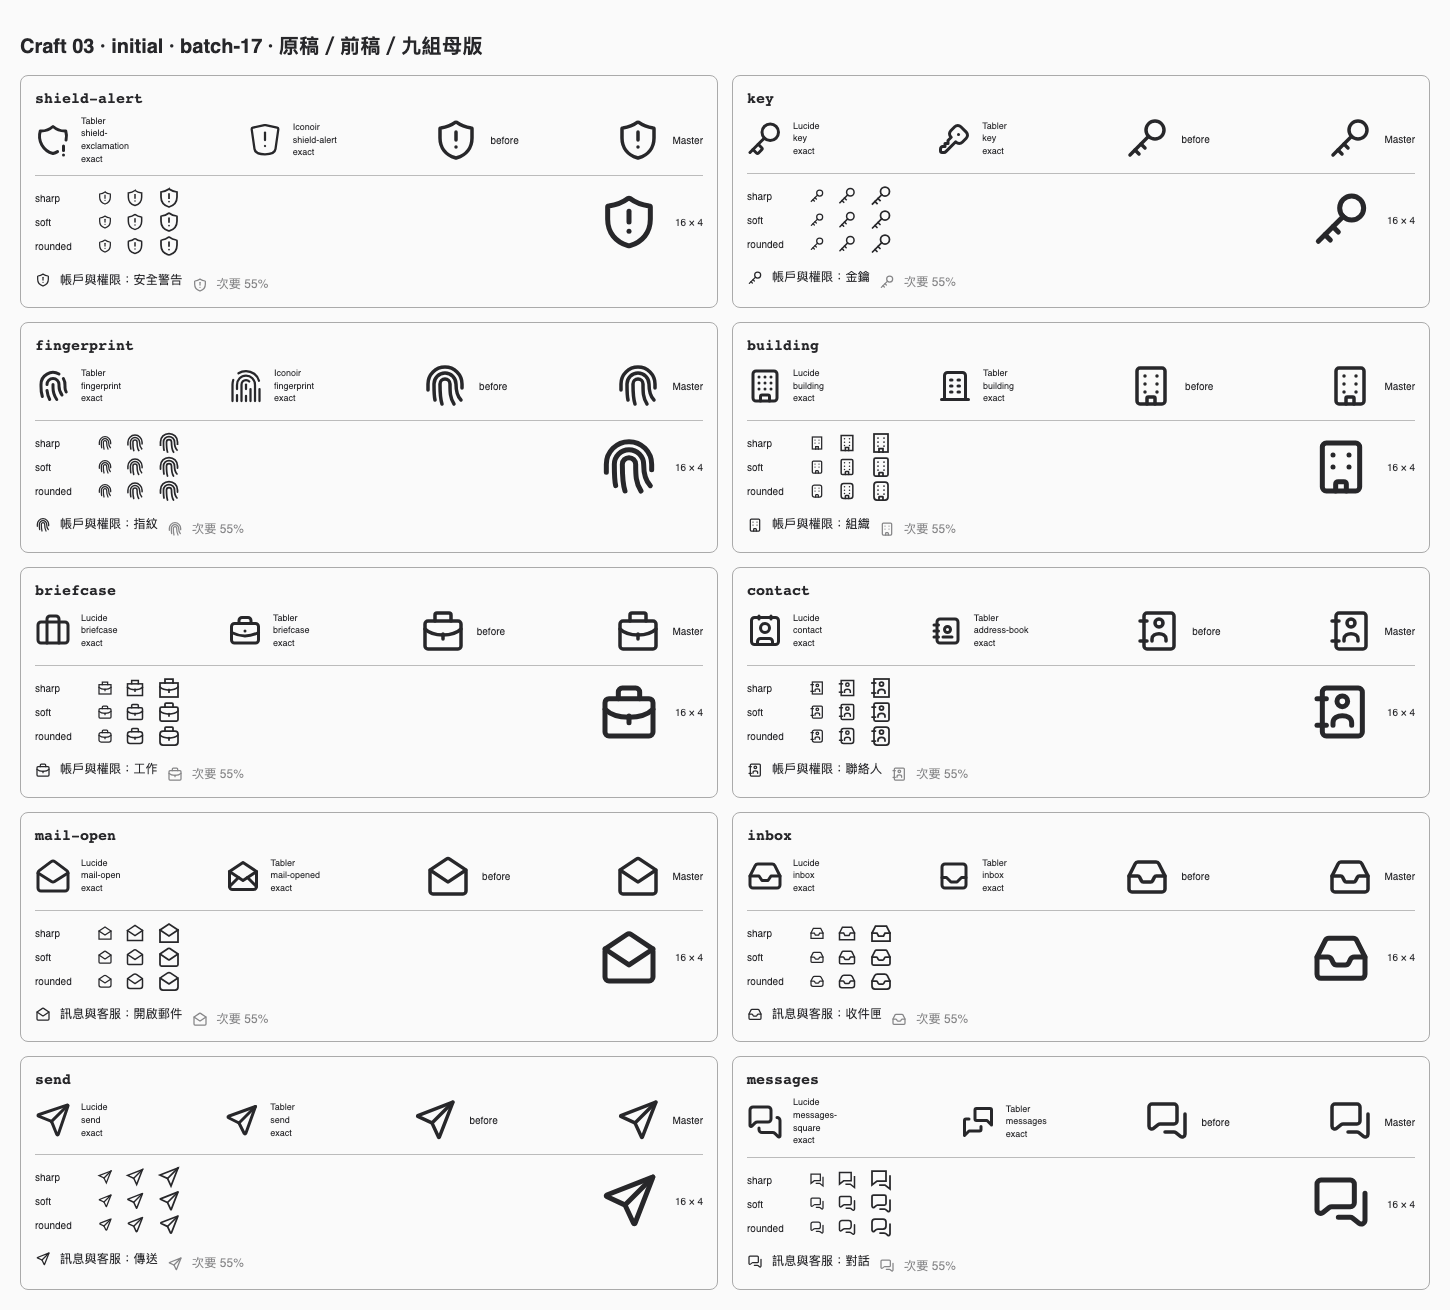 Craft 03 · initial · batch-17 · 原稿 / 前稿 / 九組母版
shield-alert
Tabler
shield-
exclamation
exact
Iconoir
shield-alert
exact
before
Master
sharp
soft
rounded
16 × 4
帳戶與權限：安全警告
次要 55%
key
Lucide
key
exact
Tabler
key
exact
before
Master
sharp
soft
rounded
16 × 4
帳戶與權限：金鑰
次要 55%
fingerprint
Tabler
fingerprint
exact
Iconoir
fingerprint
exact
before
Master
sharp
soft
rounded
16 × 4
帳戶與權限：指紋
次要 55%
building
Lucide
building
exact
Tabler
building
exact
before
Master
sharp
soft
rounded
16 × 4
帳戶與權限：組織
次要 55%
briefcase
Lucide
briefcase
exact
Tabler
briefcase
exact
before
Master
sharp
soft
rounded
16 × 4
帳戶與權限：工作
次要 55%
contact
Lucide
contact
exact
Tabler
address-book
exact
before
Master
sharp
soft
rounded
16 × 4
帳戶與權限：聯絡人
次要 55%
mail-open
Lucide
mail-open
exact
Tabler
mail-opened
exact
before
Master
sharp
soft
rounded
16 × 4
訊息與客服：開啟郵件
次要 55%
inbox
Lucide
inbox
exact
Tabler
inbox
exact
before
Master
sharp
soft
rounded
16 × 4
訊息與客服：收件匣
次要 55%
send
Lucide
send
exact
Tabler
send
exact
before
Master
sharp
soft
rounded
16 × 4
訊息與客服：傳送
次要 55%
messages
Lucide
messages-
square
exact
Tabler
messages
exact
before
Master
sharp
soft
rounded
16 × 4
訊息與客服：對話
次要 55%